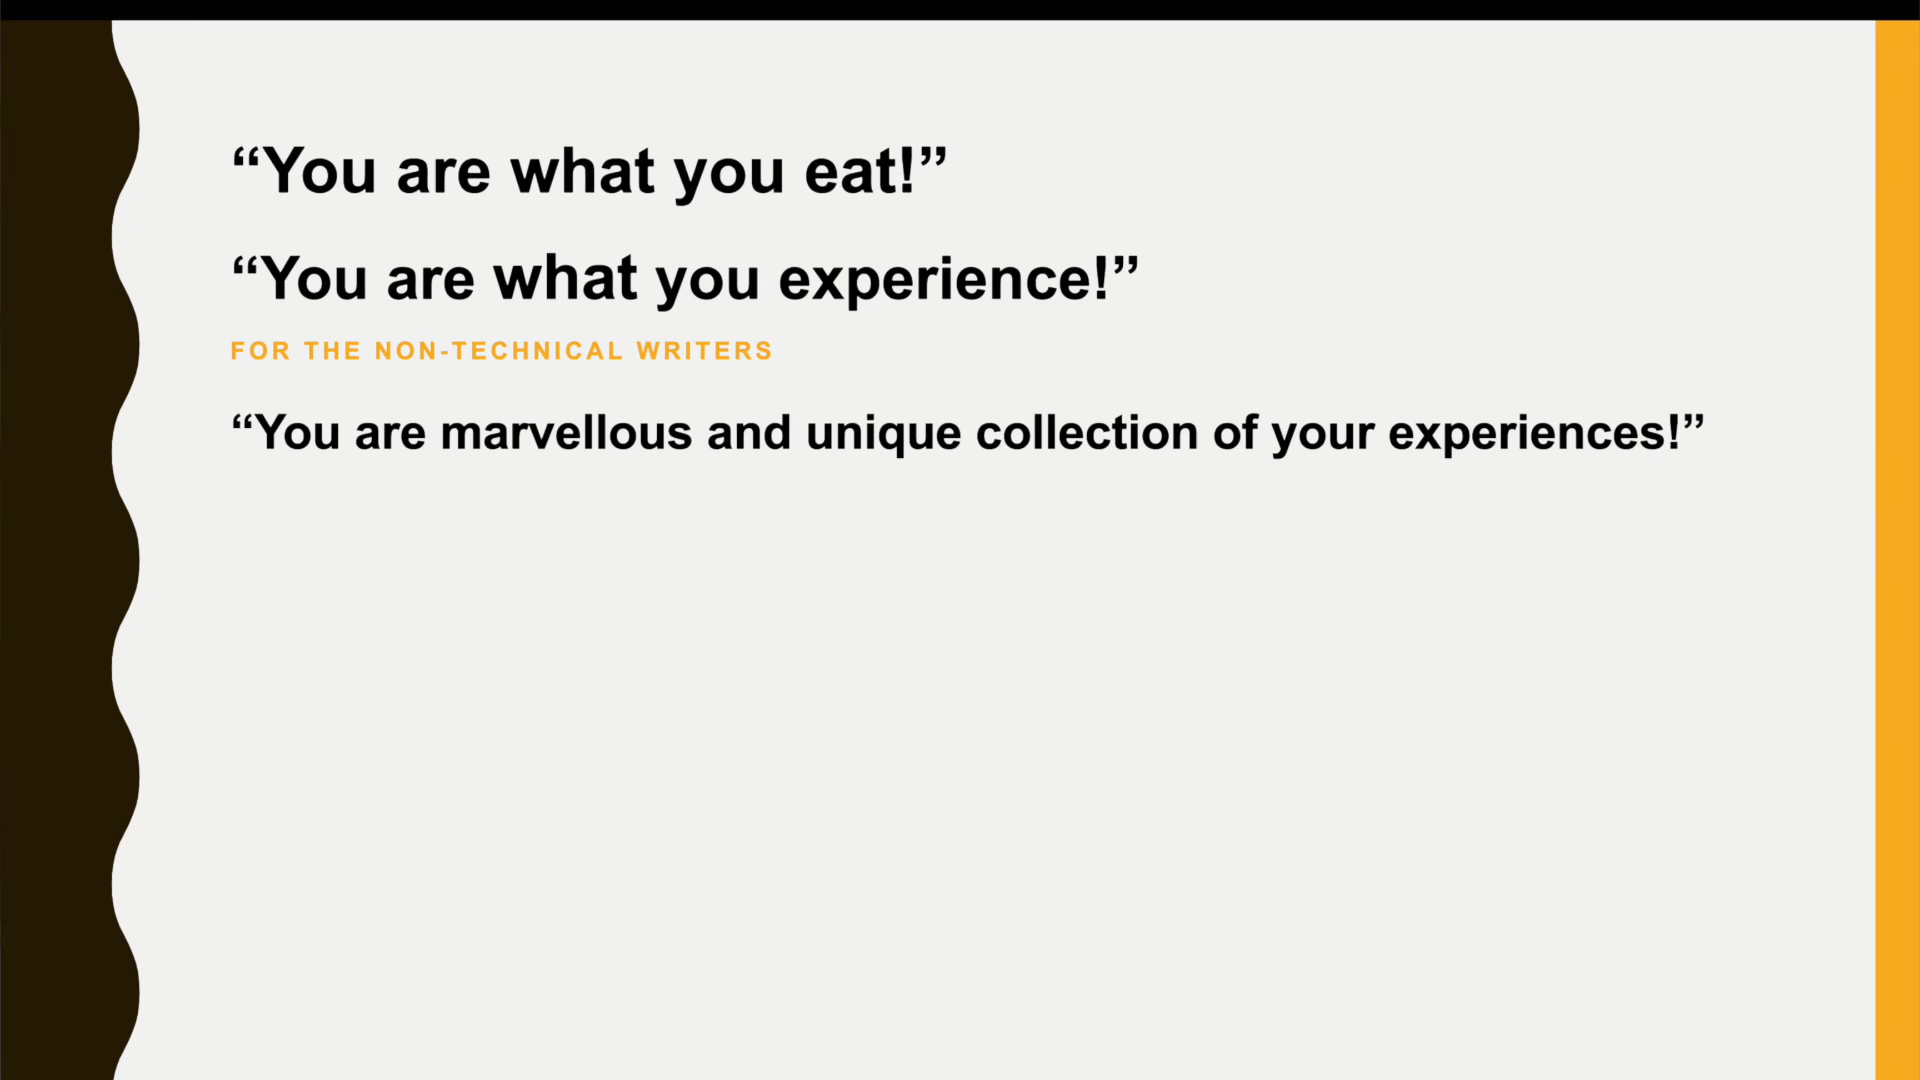 “You are what you eat!”
“You are what you experience!”
FOR THE NON-TECHNICAL WRITERS
“You are marvellous and unique collection of your experiences!”